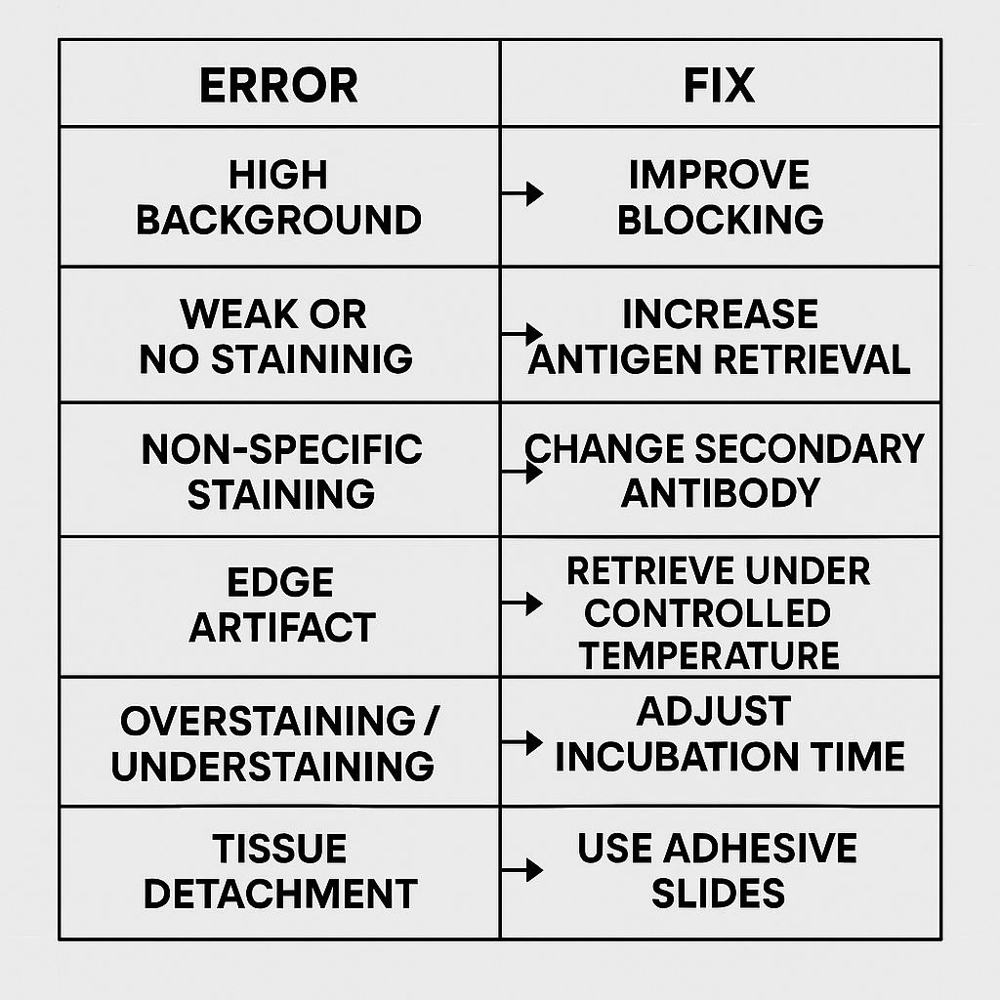 ERROR
FIX
HIGH
BACKGROUND
IMPROVE
BLOCKING
WEAK OR
NO STAININIG
INCREASE
ANTIGEN RETRIEVAL
NON-SPECIFIC
STAINING
CHANGE SECONDARY
ANTIBODY
EDGE
ARTIFACT
RETRIEVE UNDER
CONTROLLED
TEMPERATURE
OVERSTAINING /
UNDERSTAINING
ADJUST
INCUBATION TIME
TISSUE
DETACHMENT
USE ADHESIVE
SLIDES